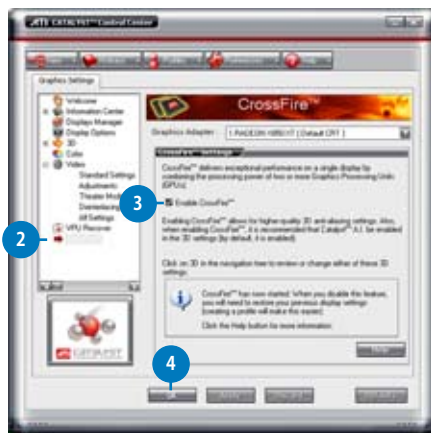 ATI CATALYST™ Control Center
Graphics Settings
Welcome
Information Center
Displays Manager
Display Options
3D
Color
Video
Standard Settings
Adjustments
Theater Mode
Deinterlacing
All Settings
VPU Recover
2
CATALYST
CrossFire™
Graphics Adapter:
CrossFire™ Settings
CrossFire™ delivers exceptional performance on a single display by
combining the processing power of two or more Graphics Processing Units
(GPUs).
3
Enable CrossFire™
Enabling CrossFire™ allows for higher-quality 3D anti-aliasing settings. Also,
when enabling CrossFire™, it is recommended that Catalyst™ A.I. be enabled
in the 3D settings (by default, it is enabled).
Click on 3D in the navigation tree to review or change either of these 3D
settings.
CrossFire™ has now started. When you disable this feature,
you will need to restore your previous display settings
(creating a profile will make this easier).
Click the Help button for more information.
4
OK